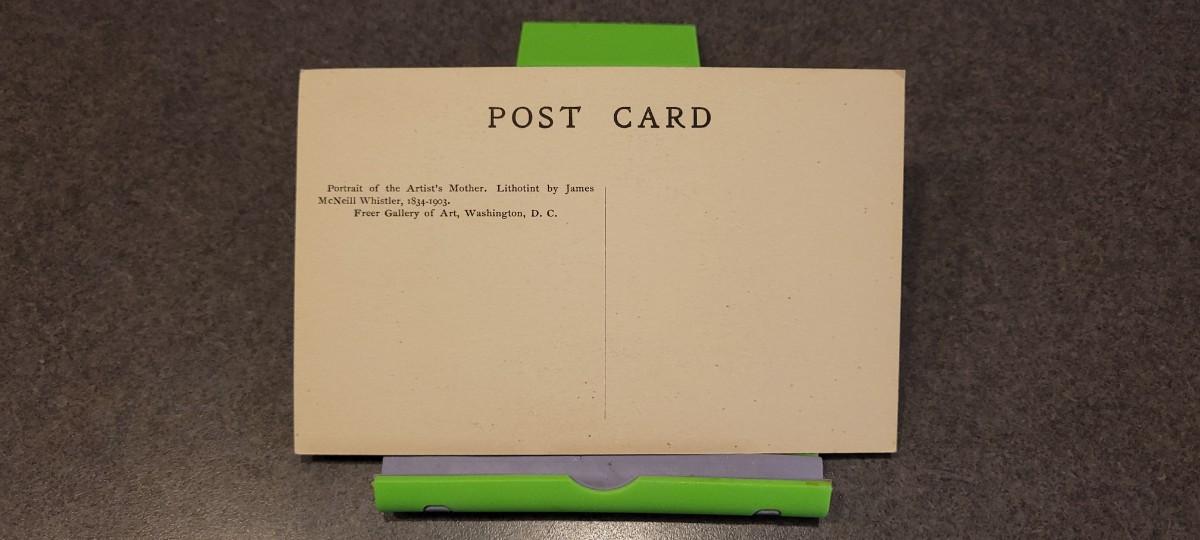 POST CARD
Portrait of the Artist's Mother. Lithotint by James
McNeill Whistler, 1834-1903.
Freer Gallery of Art, Washington, D. C.